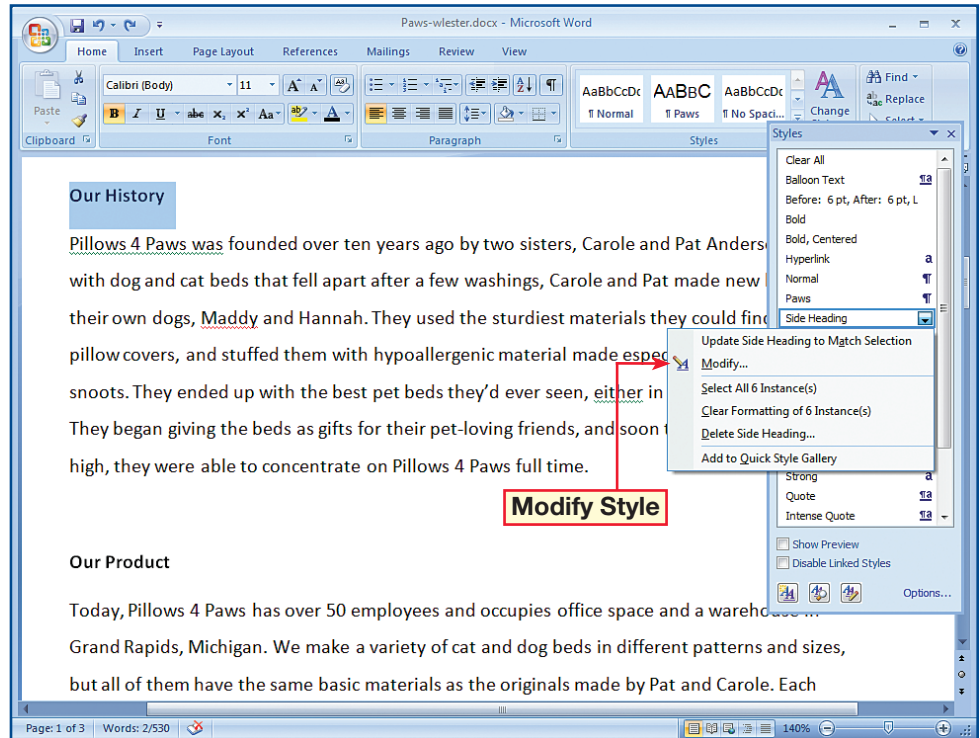 Paws-wlester.docx - Microsoft Word
Home Insert Page Layout References Mailings Review View
Calibri (Body) 11 Find
Paste Replace
B I U abc x₂ x² Aa ab A AaBbCcDc AABBC AaBbCcDc Change Select
¶ Normal ¶ Paws ¶ No Spaci...
Clipboard Font Paragraph Styles
Styles
Clear All
Balloon Text ¶a
Before: 6 pt, After: 6 pt, L
Bold
Bold, Centered
Hyperlink a
Normal ¶
Paws ¶
Side Heading
Update Side Heading to Match Selection
Modify...
Select All 6 Instance(s)
Clear Formatting of 6 Instance(s)
Delete Side Heading...
Add to Quick Style Gallery
Strong a
Quote ¶a
Intense Quote ¶a
Show Preview
Disable Linked Styles
Options...
Our History
Pillows 4 Paws was founded over ten years ago by two sisters, Carole and Pat
with dog and cat beds that fell apart after a few washings, Carole and Pat made new
their own dogs, Maddy and Hannah. They used the sturdiest materials they could
pillow covers, and stuffed them with hypoallergenic material made
snoots. They ended up with the best pet beds they'd ever seen, either in
They began giving the beds as gifts for their pet-loving friends, and soon
high, they were able to concentrate on Pillows 4 Paws full time.
Modify Style
Our Product
Today, Pillows 4 Paws has over 50 employees and occupies office space and a warehouse in
Grand Rapids, Michigan. We make a variety of cat and dog beds in different patterns and sizes,
but all of them have the same basic materials as the originals made by Pat and Carole. Each
Page: 1 of 3 Words: 2/530 140%